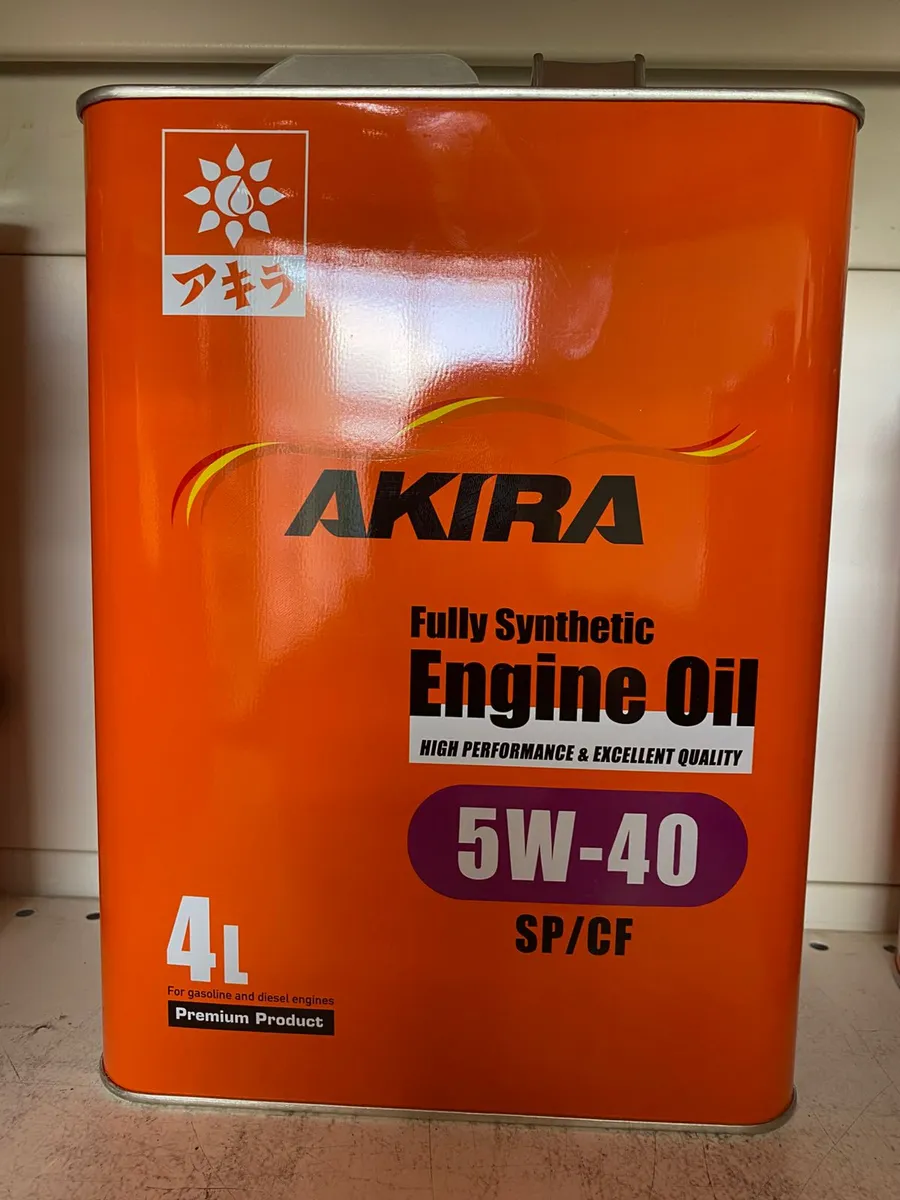 アキラ
AKIRA
Fully Synthetic
Engine Oil
HIGH PERFORMANCE & EXCELLENT QUALITY
5W-40
SP/CF
4L
For gasoline and diesel engines
Premium Product